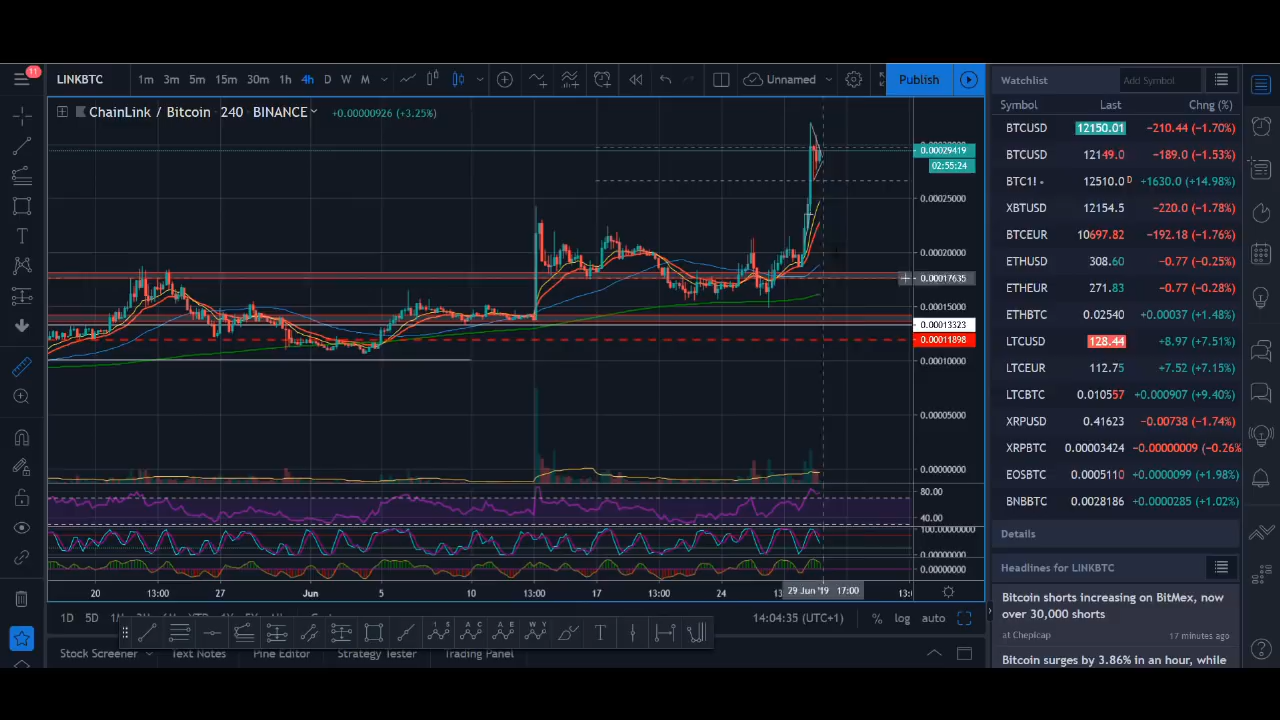 11
LINKBTC 1m 3m 5m 15m 30m 1h 4h D W M Unnamed Publish
ChainLink / Bitcoin 240 BINANCE +0.00000926 (+3.25%)
0.00029419
02:55:24
0.00025000
0.00020000
0.00017635
0.00015000
0.00013323
0.00011898
0.00010000
0.00005000
0.00000000
80.00
40.00
0.00000000
0.00000000
20 13:00 27 Jun 5 10 13:00 17 13:00 24 29 Jun '19 17:00
1D 5D 14:04:35 (UTC+1) % log auto
Stock Screener Text Notes Pine Editor Strategy Tester Trading Panel
Watchlist Add Symbol
Symbol Last Chng (%)
BTCUSD 12150.01 −210.44 (−1.70%)
BTCUSD 12149.0 −189.0 (−1.53%)
BTC1! 12510.0 D +1630.0 (+14.98%)
XBTUSD 12154.5 −220.0 (−1.78%)
BTCEUR 10697.82 −192.18 (−1.76%)
ETHUSD 308.60 −0.77 (−0.25%)
ETHEUR 271.83 −0.77 (−0.28%)
ETHBTC 0.02540 +0.00037 (+1.48%)
LTCUSD 128.44 +8.97 (+7.51%)
LTCEUR 112.75 +7.52 (+7.15%)
LTCBTC 0.010557 +0.000907 (+9.40%)
XRPUSD 0.41623 −0.00738 (−1.74%)
XRPBTC 0.00003424 −0.00000009 (−0.26%
EOSBTC 0.0005110 +0.0000099 (+1.98%)
BNBBTC 0.0028186 +0.0000285 (+1.02%)
Details
Headlines for LINKBTC
Bitcoin shorts increasing on BitMex, now
over 30,000 shorts
at Chepicap 17 minutes ago
Bitcoin surges by 3.86% in an hour, while